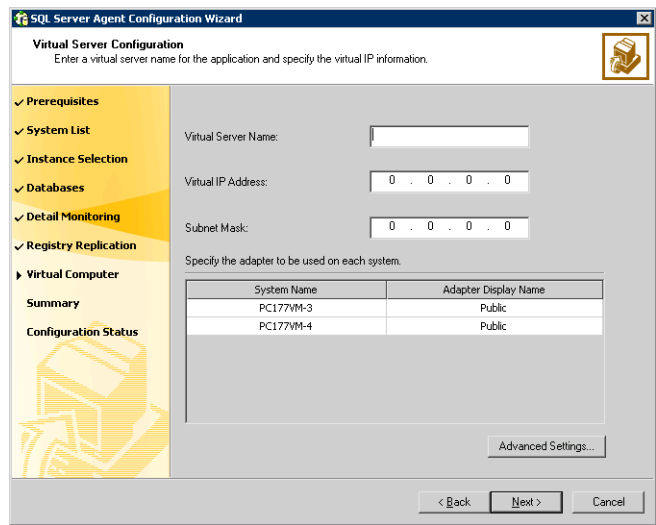 SQL Server Agent Configuration Wizard
Virtual Server Configuration
Enter a virtual server name for the application and specify the virtual IP information.
Prerequisites
System List
Instance Selection
Databases
Detail Monitoring
Registry Replication
Virtual Computer
Summary
Configuration Status
Virtual Server Name:
Virtual IP Address: 0 . 0 . 0 . 0
Subnet Mask: 0 . 0 . 0 . 0
Specify the adapter to be used on each system.
System Name Adapter Display Name
PC177VM-3 Public
PC177VM-4 Public
Advanced Settings...
< Back Next > Cancel